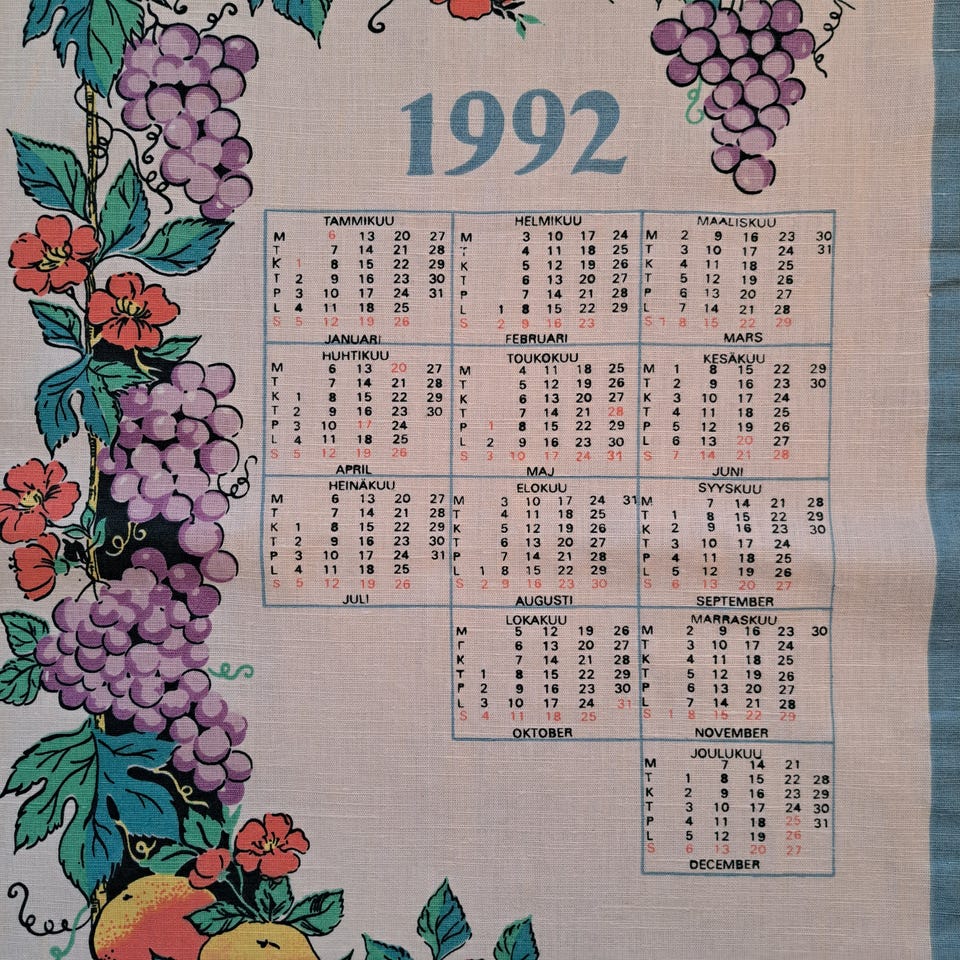 1992
TAMMIKUU
M 6 13 20 27
T 7 14 21 28
K 1 8 15 22 29
T 2 9 16 23 30
P 3 10 17 24 31
L 4 11 18 25
S 5 12 19 26
JANUARI
HELMIKUU
M 3 10 17 24
T 4 11 18 25
K 5 12 19 26
T 6 13 20 27
P 7 14 21 28
L 1 8 15 22 29
S 2 9 16 23
FEBRUARI
MAALISKUU
M 2 9 16 23 30
T 3 10 17 24 31
K 4 11 18 25
T 5 12 19 26
P 6 13 20 27
L 7 14 21 28
S 1 8 15 22 29
MARS
HUHTIKUU
M 6 13 20 27
T 7 14 21 28
K 1 8 15 22 29
T 2 9 16 23 30
P 3 10 17 24
L 4 11 18 25
S 5 12 19 26
APRIL
TOUKOKUU
M 4 11 18 25
T 5 12 19 26
K 6 13 20 27
T 7 14 21 28
P 1 8 15 22 29
L 2 9 16 23 30
S 3 10 17 24 31
MAJ
KESÄKUU
M 1 8 15 22 29
T 2 9 16 23 30
K 3 10 17 24
T 4 11 18 25
P 5 12 19 26
L 6 13 20 27
S 7 14 21 28
JUNI
HEINÄKUU
M 6 13 20 27
T 7 14 21 28
K 1 8 15 22 29
T 2 9 16 23 30
P 3 10 17 24 31
L 4 11 18 25
S 5 12 19 26
JULI
ELOKUU
M 3 10 17 24 31
T 4 11 18 25
K 5 12 19 26
T 6 13 20 27
P 7 14 21 28
L 1 8 15 22 29
S 2 9 16 23 30
AUGUSTI
SYYSKUU
M 7 14 21 28
T 1 8 15 22 29
K 2 9 16 23 30
T 3 10 17 24
P 4 11 18 25
L 5 12 19 26
S 6 13 20 27
SEPTEMBER
LOKAKUU
M 5 12 19 26
T 6 13 20 27
K 7 14 21 28
T 1 8 15 22 29
P 2 9 16 23 30
L 3 10 17 24 31
S 4 11 18 25
OKTOBER
MARRASKUU
M 2 9 16 23 30
T 3 10 17 24
K 4 11 18 25
T 5 12 19 26
P 6 13 20 27
L 7 14 21 28
S 1 8 15 22 29
NOVEMBER
JOULUKUU
M 7 14 21
T 1 8 15 22 28
K 2 9 16 23 29
T 3 10 17 24 30
P 4 11 18 25 31
L 5 12 19 26
S 6 13 20 27
DECEMBER